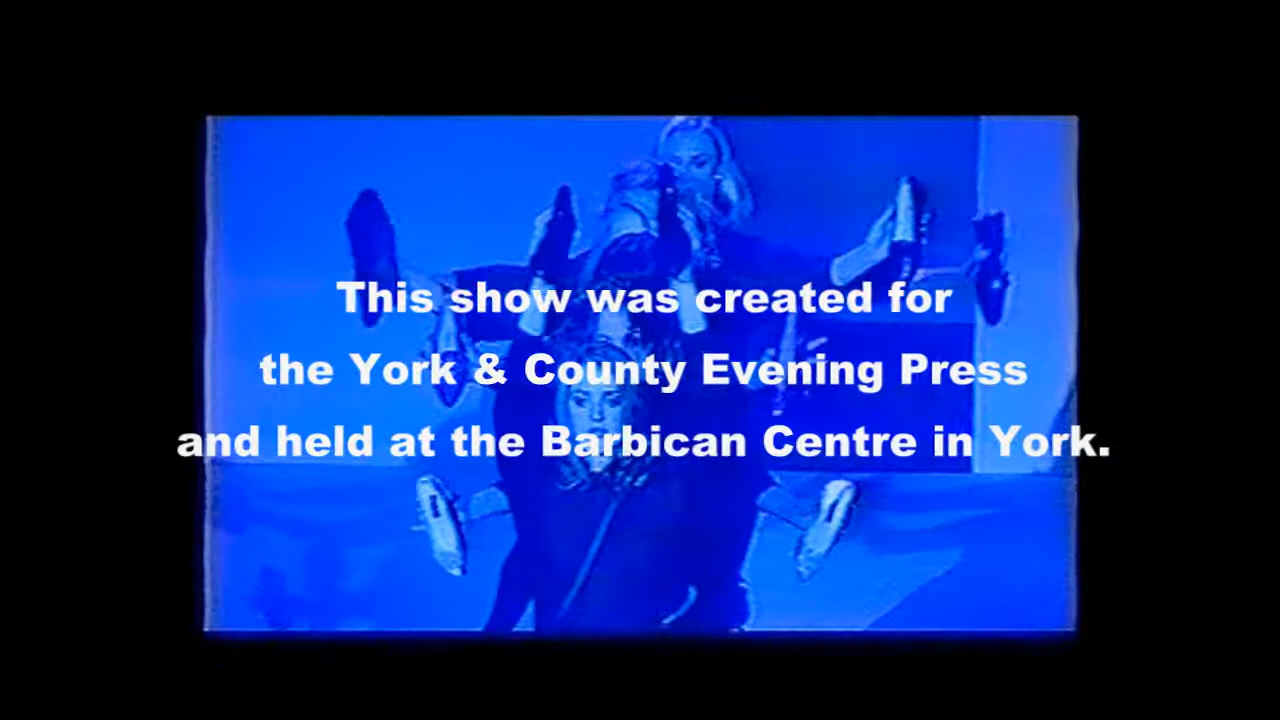 This show was created for
the York & County Evening Press
and held at the Barbican Centre in York.